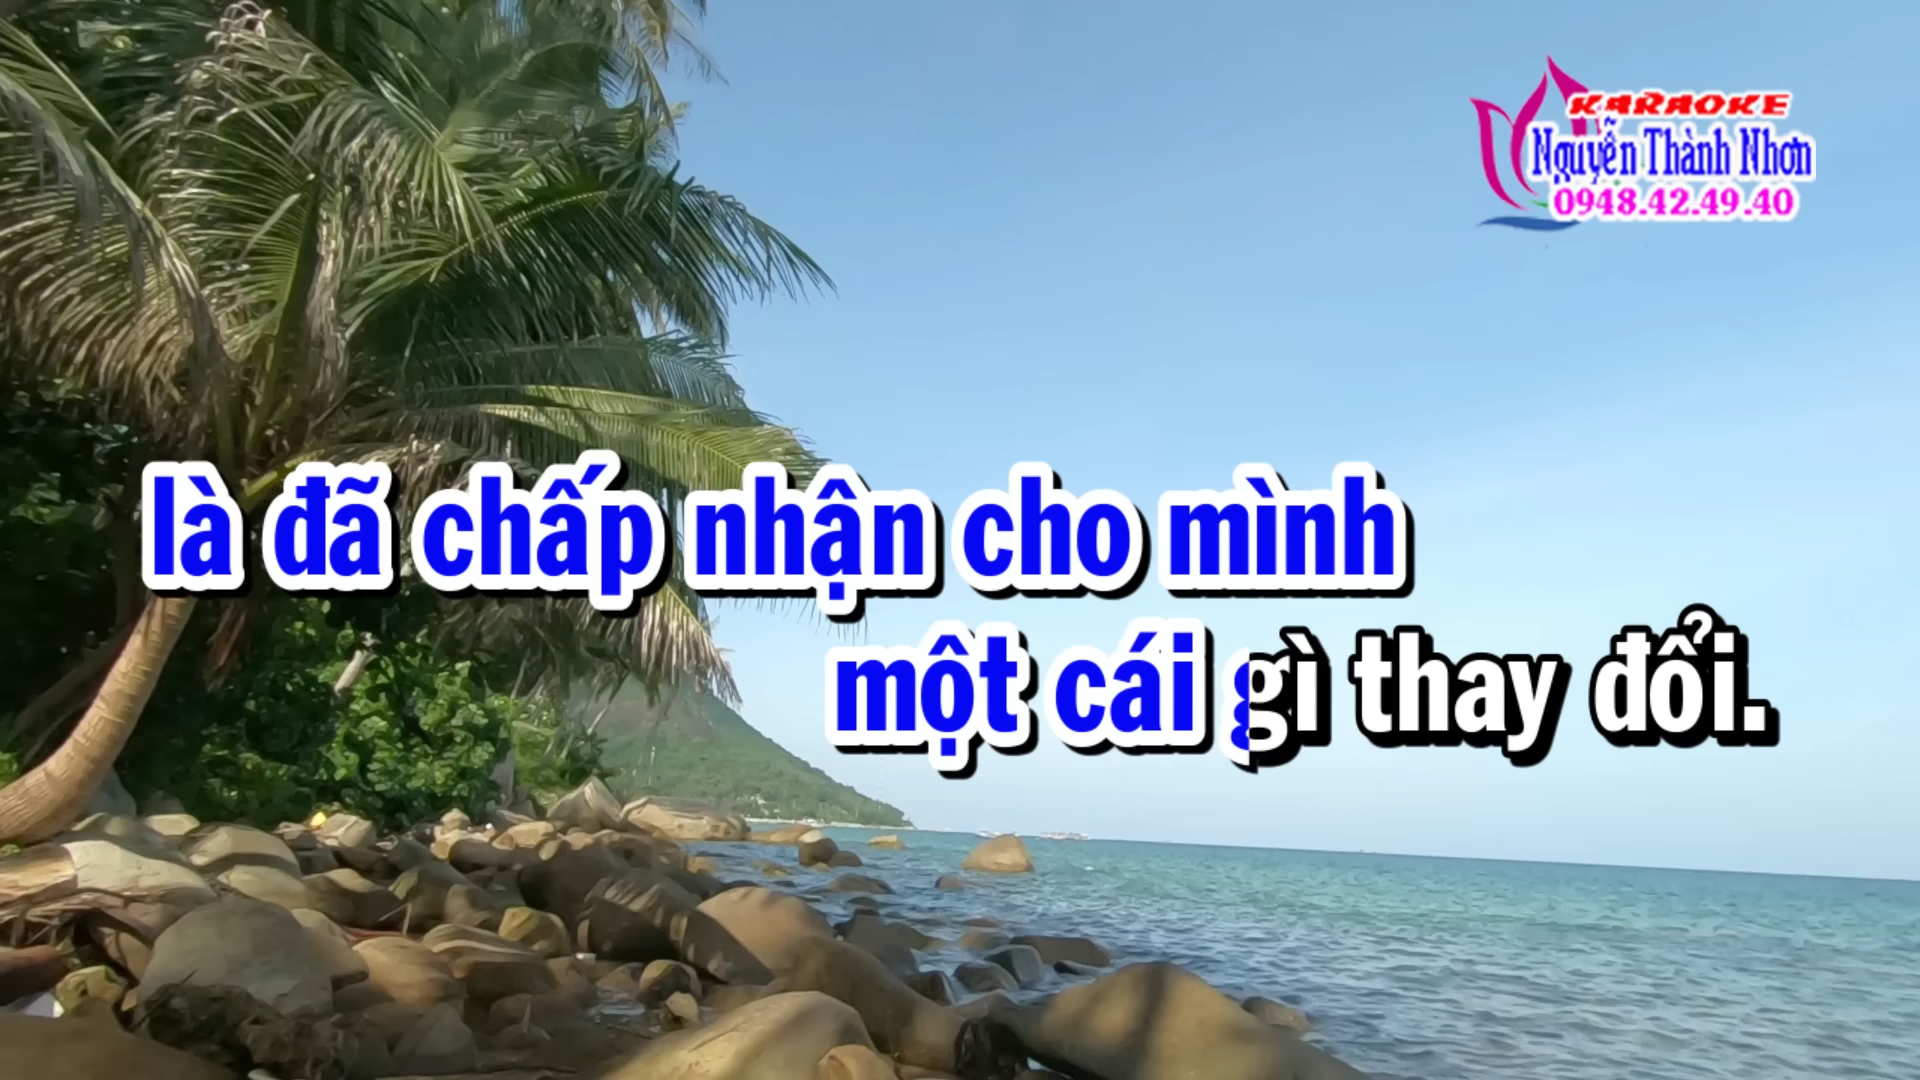 KARAOKE
Nguyễn Thành Nhơn
0948.42.49.40
là đã chấp nhận cho mình
một cái gì thay đổi.